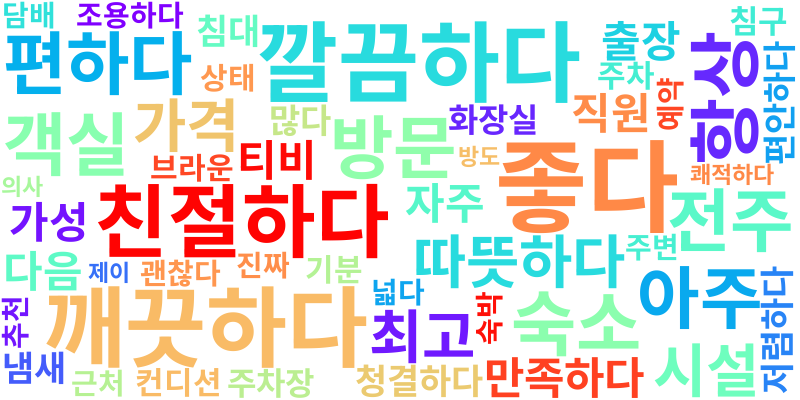 담배
조용하다
침대
출장
침구
편하다
깔끔하다
상태
주차
항상
편안하다
객실
가격
많다
화장실
직원
예약
방문
티비
브라운
방도
좋다
쾌적하다
의사
가성
친절하다
자주
전주
다음
제이
괜찮다
진짜
기분
따뜻하다
주변
넓다
아주
저렴하다
추천
깨끗하다
최고
숙박
숙소
냄새
근처
컨디션
주차장
청결하다
만족하다
시설